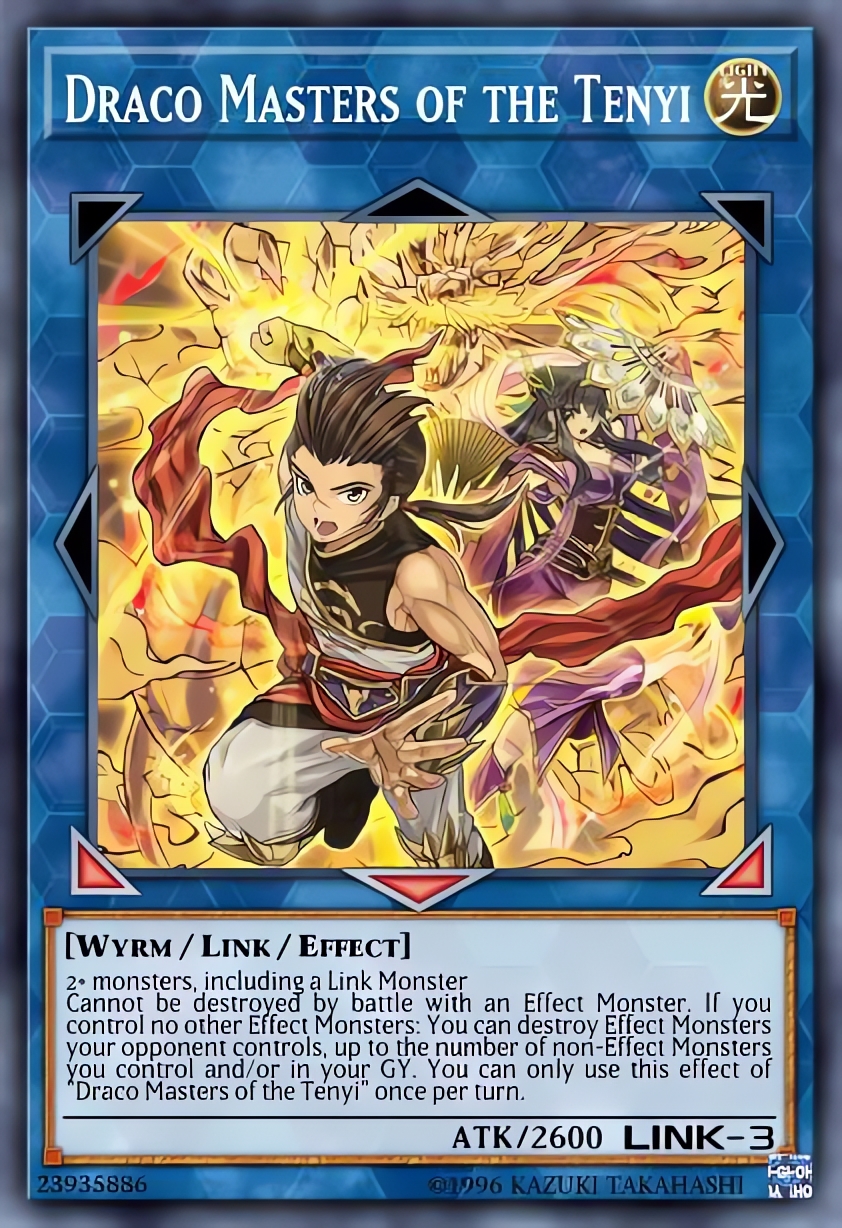 DRACO MASTERS OF THE TENYI
LIGHT
光
[WYRM / LINK / EFFECT]
2+ monsters, including a Link Monster
Cannot be destroyed by battle with an Effect Monster. If you
control no other Effect Monsters: You can destroy Effect Monsters
your opponent controls, up to the number of non-Effect Monsters
you control and/or in your GY. You can only use this effect of
"Draco Masters of the Tenyi" once per turn.
ATK/2600 LINK-3
23935886 ©1996 KAZUKI TAKAHASHI